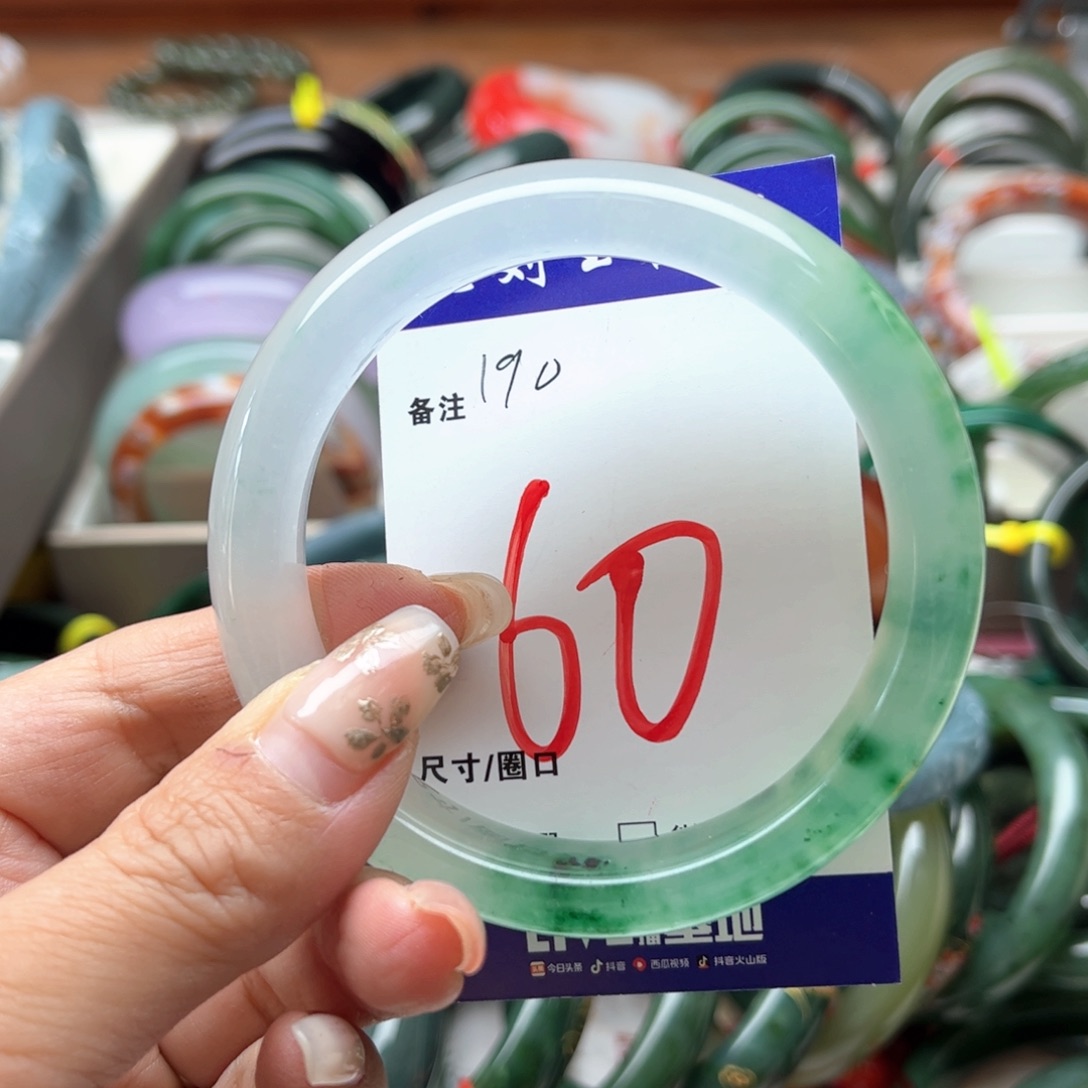 备注 190
60
尺寸/圈口
今日头条 抖音 西瓜视频 抖音火山版